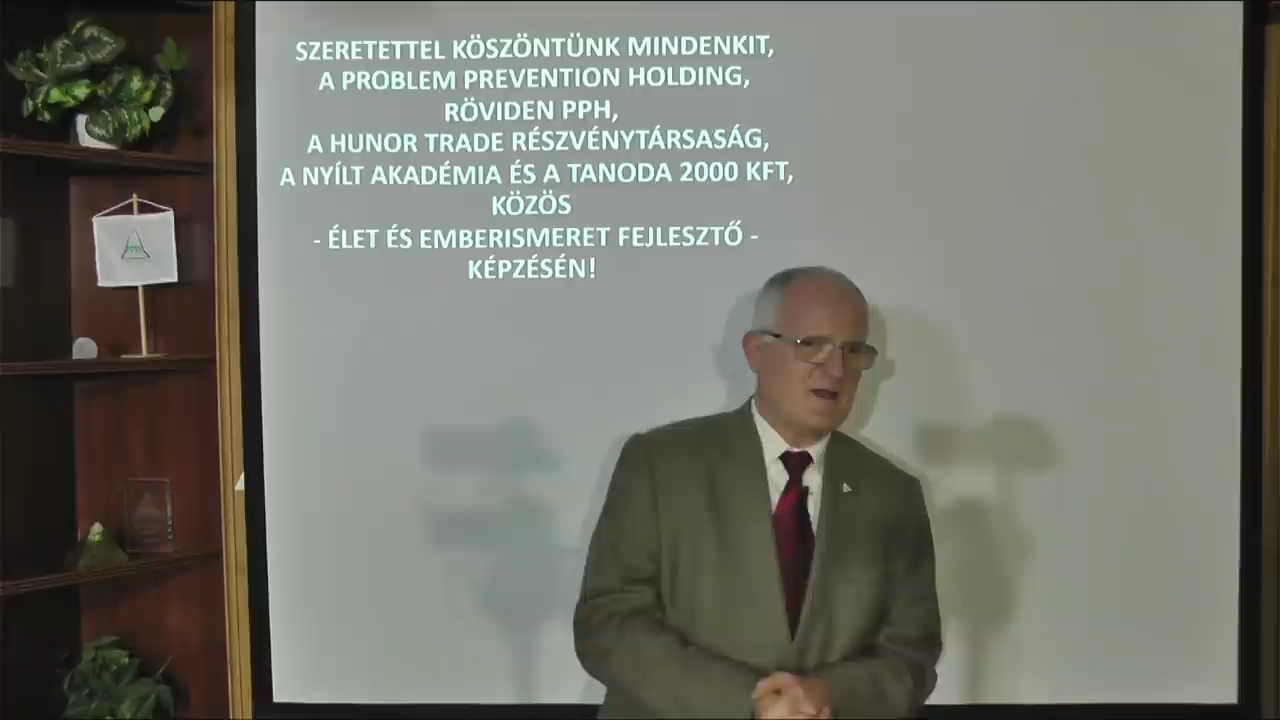 SZERETETTEL KÖSZÖNTÜNK MINDENKIT,
A PROBLEM PREVENTION HOLDING,
RÖVIDEN PPH,
A HUNOR TRADE RÉSZVÉNYTÁRSASÁG,
A NYÍLT AKADÉMIA ÉS A TANODA 2000 KFT,
KÖZÖS
- ÉLET ÉS EMBERISMERET FEJLESZTŐ -
KÉPZÉSÉN!